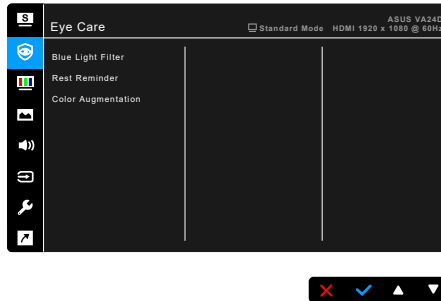 S
Eye Care
ASUS VA24D
Standard Mode HDMI 1920 x 1080 @ 60Hz
Blue Light Filter
Rest Reminder
Color Augmentation